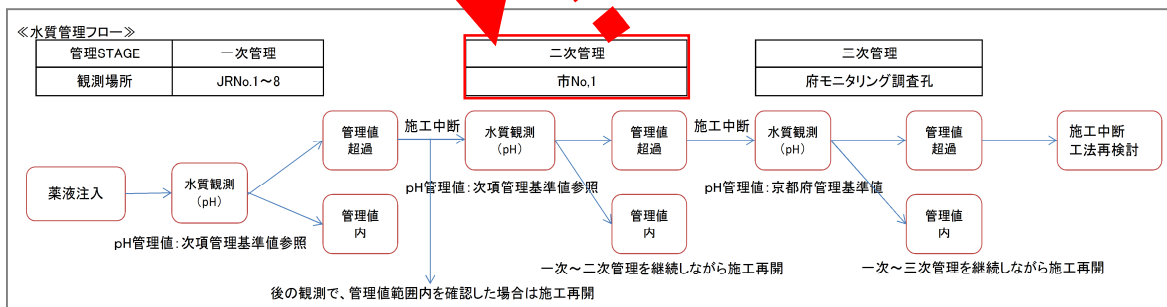 ≪水質管理フロー≫
管理STAGE 一次管理
観測場所 JRNo.1～8
二次管理
市No,1
三次管理
府モニタリング調査孔
薬液注入
水質観測
(pH)
pH管理値:次項管理基準値参照
管理値
超過
管理値
内
施工中断
後の観測で、管理値範囲内を確認した場合は施工再開
水質観測
(pH)
pH管理値:次項管理基準値参照
管理値
超過
管理値
内
一次～二次管理を継続しながら施工再開
施工中断
水質観測
(pH)
pH管理値:京都府管理基準値
管理値
超過
管理値
内
一次～三次管理を継続しながら施工再開
施工中断
工法再検討